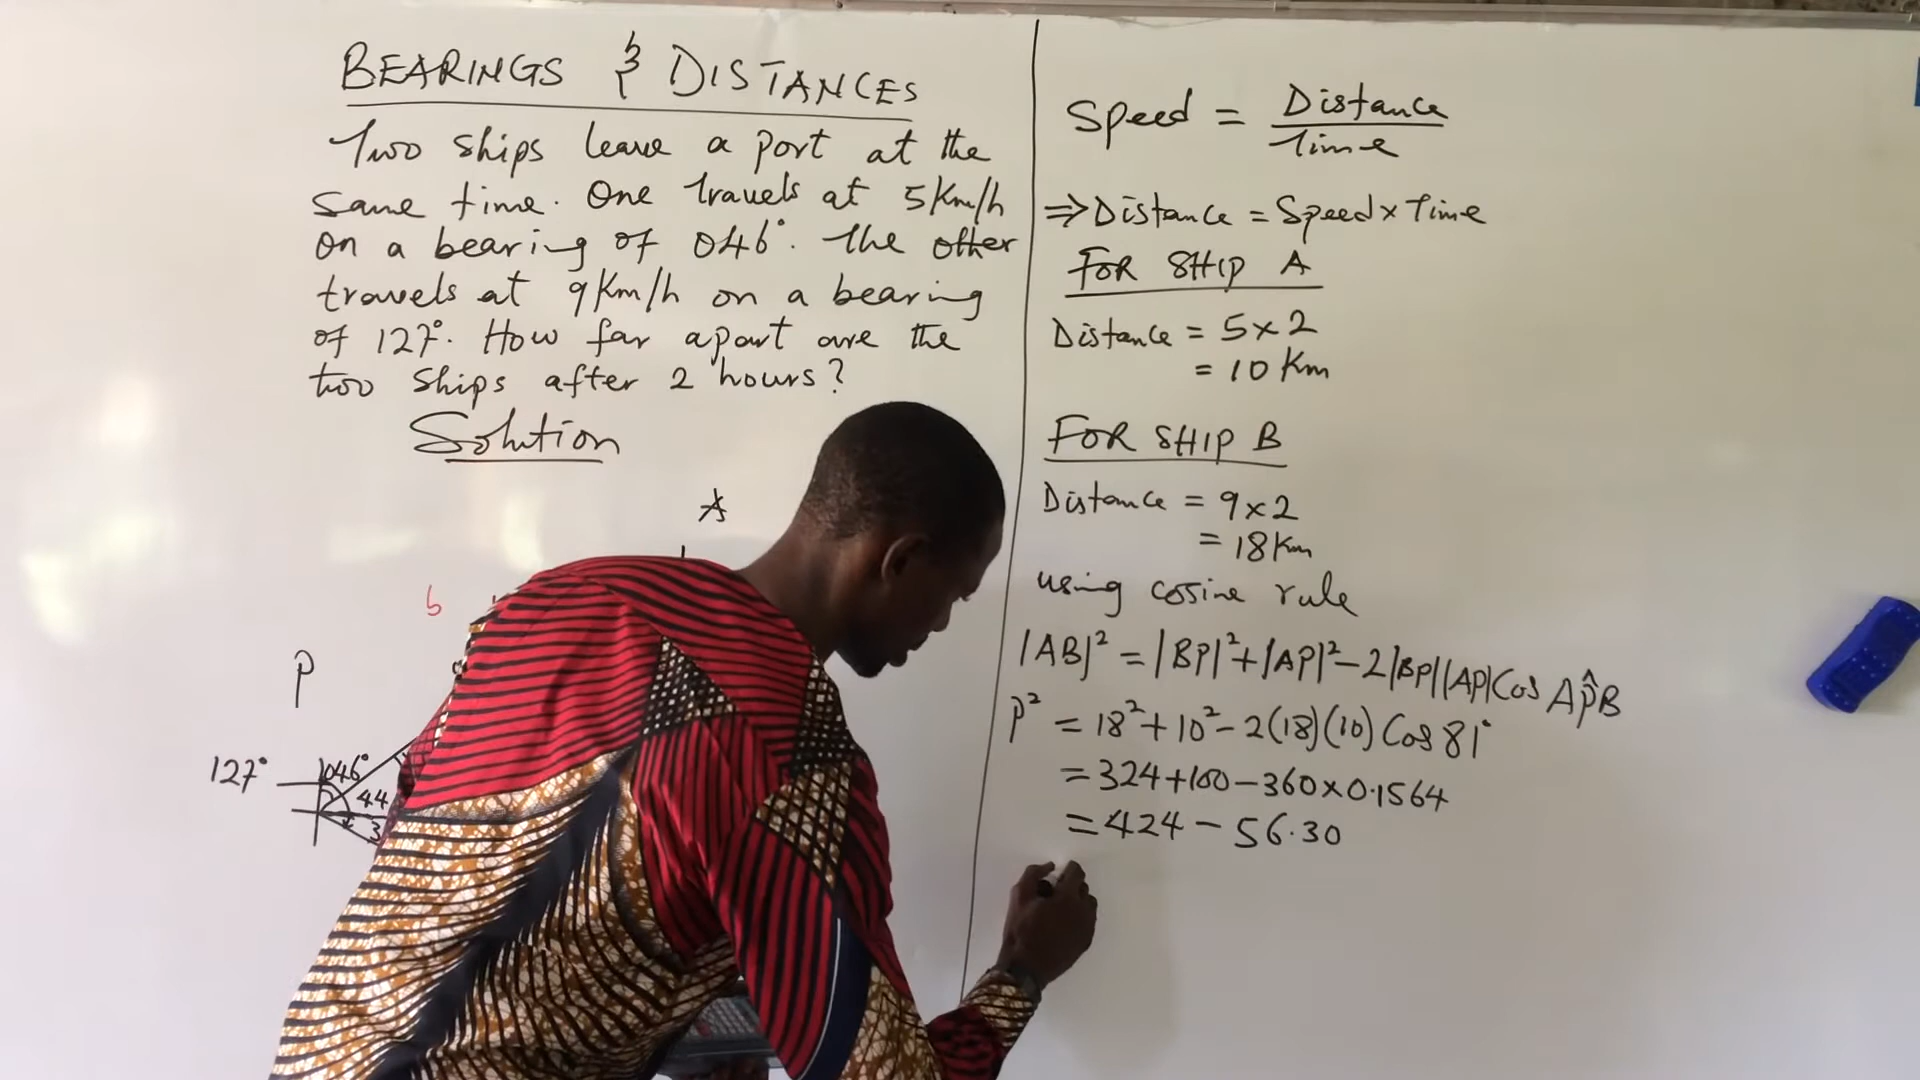 BEARINGS & DISTANCES
Two ships leave a port at the
same time. One travels at 5Km/h
on a bearing of 046°. The other
travels at 9Km/h on a bearing
of 127°. How far apart are the
two ships after 2 hours?
Solution
A
b
P
127°
046°
44
3
Speed = Distance
Time
⇒ Distance = Speed × Time
FOR SHIP A
Distance = 5×2
= 10 Km
FOR SHIP B
Distance = 9×2
= 18Km
using cosine rule
|AB|² = |BP|² + |AP|² - 2|BP||AP|Cos AP̂B
P² = 18² + 10² - 2(18)(10) Cos 81°
= 324+100-360×0.1564
= 424 - 56.30